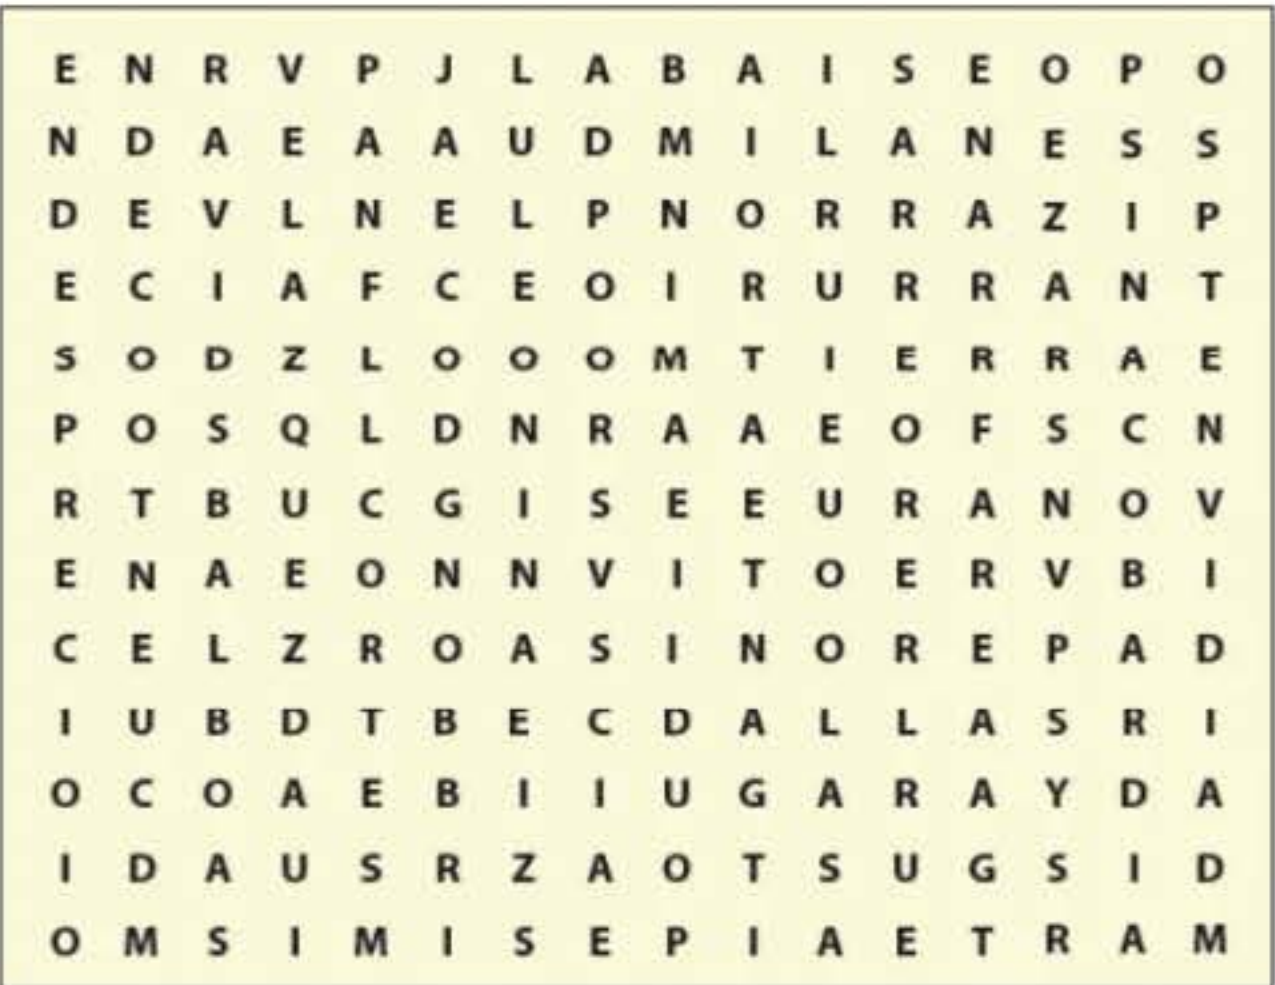 E N R V P J L A B A I S E O P O
N D A E A A U D M I L A N E S S
D E V L N E L P N O R R A Z I P
E C I A F C E O I R U R R A N T
S O D Z L O O O M T I E R R A E
P O S Q L D N R A A E O F S C N
R T B U C G I S E E U R A N O V
E N A E O N N V I T O E R V B I
C E L Z R O A S I N O R E P A D
I U B D T B E C D A L L A S R I
O C O A E B I I U G A R A Y D A
I D A U S R Z A O T S U G S I D
O M S I M I S E P I A E T R A M